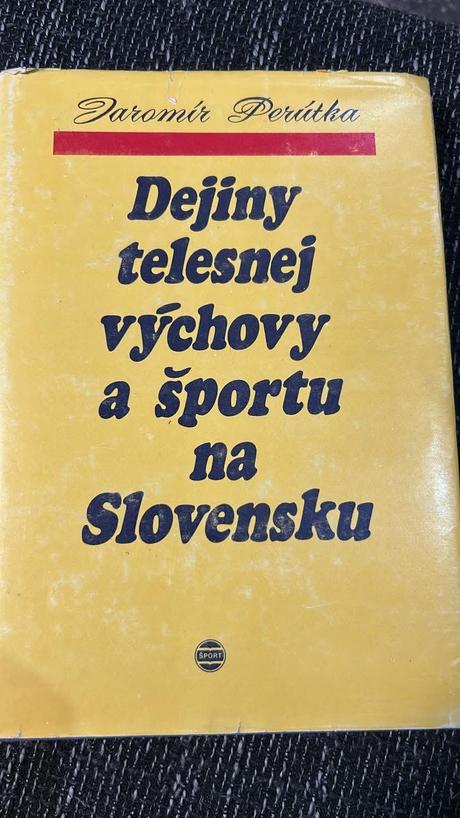 Jaromír Perútka
Dejiny
telesnej
výchovy
a športu
na
Slovensku
ŠPORT